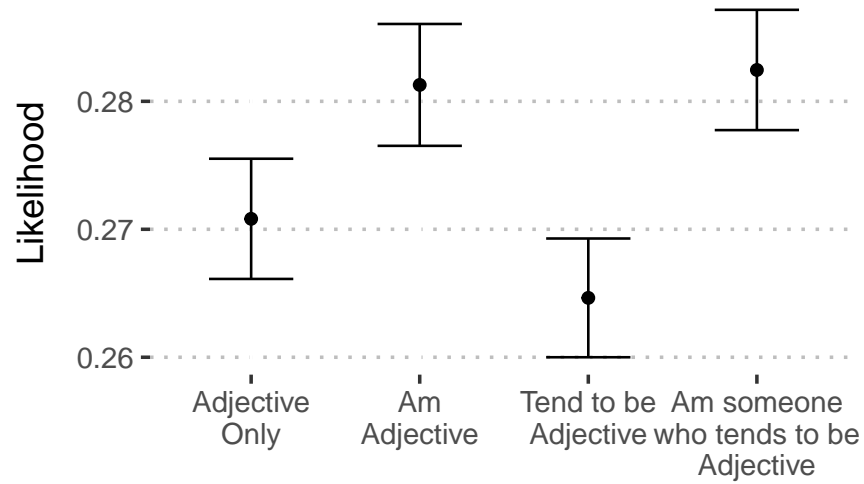 Likelihood
0.28
0.27
0.26
Adjective
Only
Am
Adjective
Tend to be
Adjective
Am someone
who tends to be
Adjective